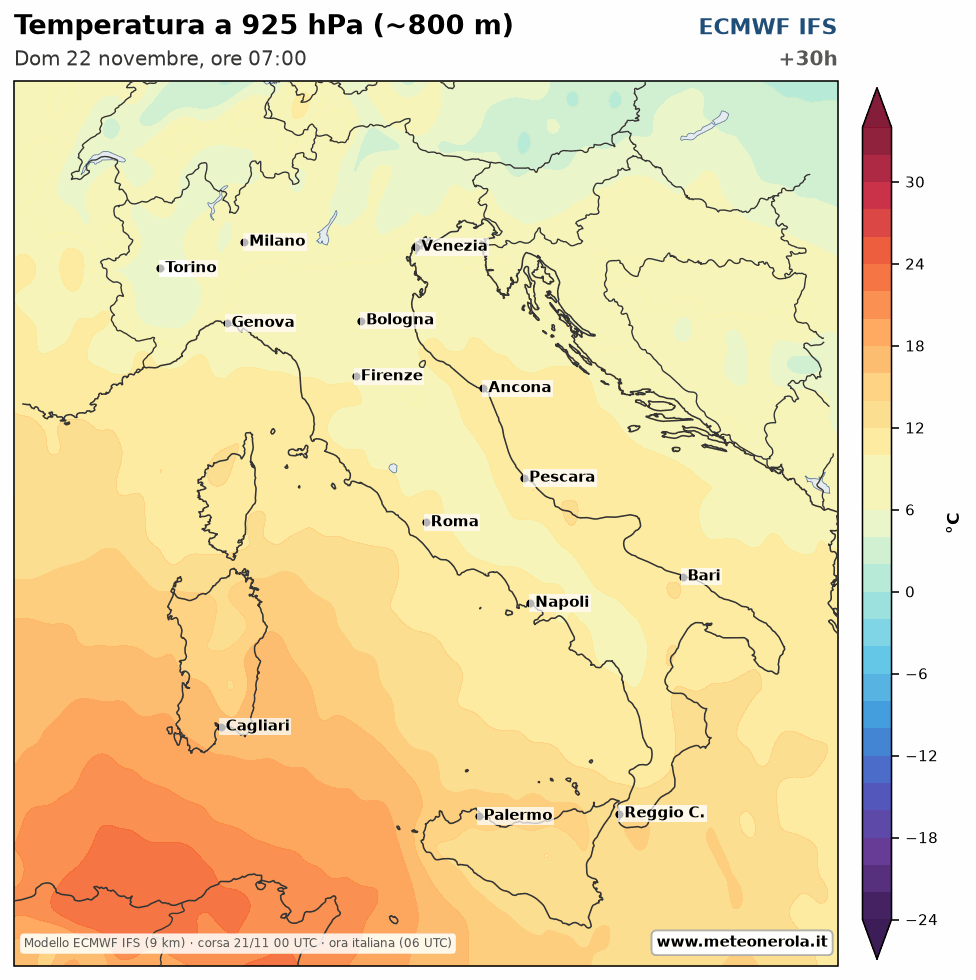 Temperatura a 925 hPa (~800 m)
ECMWF IFS
Dom 22 novembre, ore 07:00
+30h
Milano
Venezia
Torino
Genova
Bologna
Firenze
Ancona
Pescara
Roma
Bari
Napoli
Cagliari
Palermo
Reggio C.
30
24
18
12
6
0
−6
−12
−18
−24
°C
Modello ECMWF IFS (9 km) · corsa 21/11 00 UTC · ora italiana (06 UTC)
www.meteonerola.it